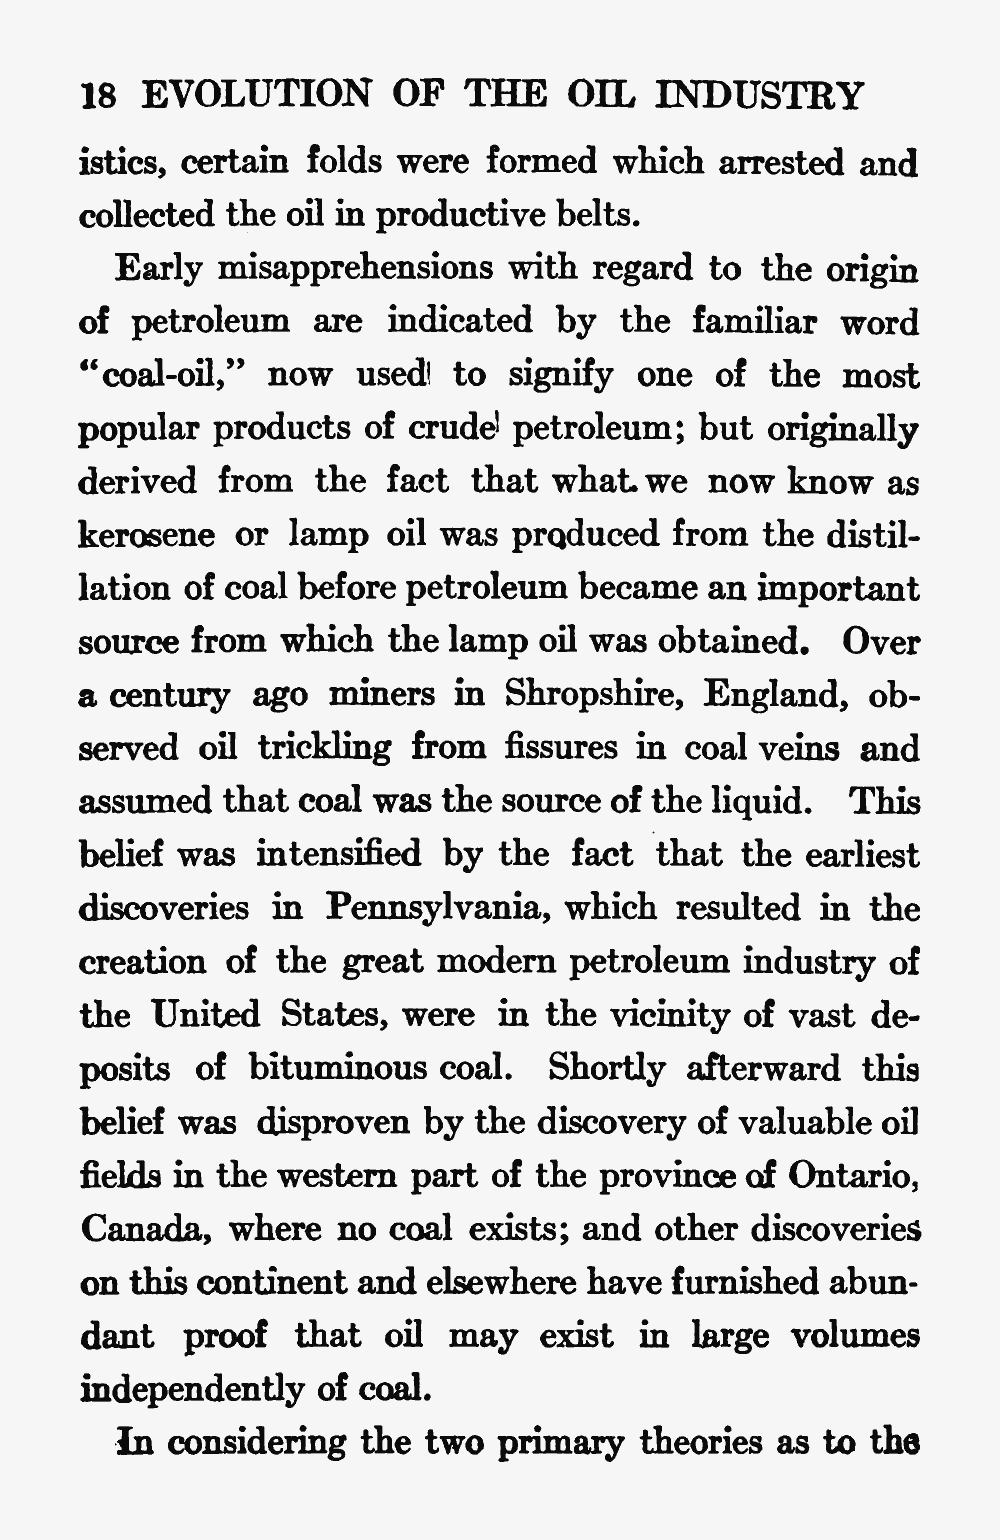 18 EVOLUTION OF THE OIL INDUSTRY
istics, certain folds were formed which arrested and
collected the oil in productive belts.
Early misapprehensions with regard to the origin
of petroleum are indicated by the familiar word
“coal-oil,” now used to signify one of the most
popular products of crude petroleum; but originally
derived from the fact that what we now know as
kerosene or lamp oil was produced from the distil-
lation of coal before petroleum became an important
source from which the lamp oil was obtained. Over
a century ago miners in Shropshire, England, ob-
served oil trickling from fissures in coal veins and
assumed that coal was the source of the liquid. This
belief was intensified by the fact that the earliest
discoveries in Pennsylvania, which resulted in the
creation of the great modern petroleum industry of
the United States, were in the vicinity of vast de-
posits of bituminous coal. Shortly afterward this
belief was disproven by the discovery of valuable oil
fields in the western part of the province of Ontario,
Canada, where no coal exists; and other discoveries
on this continent and elsewhere have furnished abun-
dant proof that oil may exist in large volumes
independently of coal.
In considering the two primary theories as to the